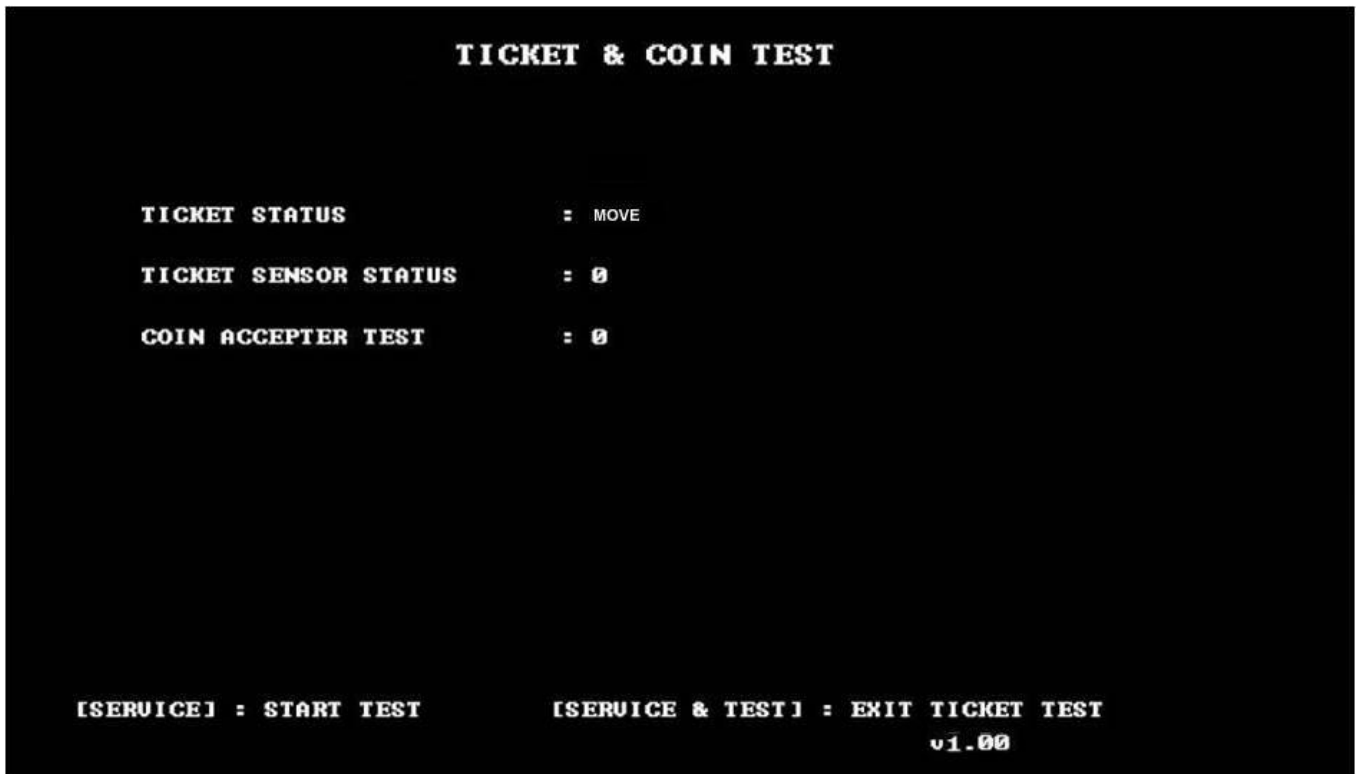 TICKET & COIN TEST
TICKET STATUS : MOVE
TICKET SENSOR STATUS : 0
COIN ACCEPTER TEST : 0
[SERVICE] : START TEST [SERVICE & TEST] : EXIT TICKET TEST
v1.00